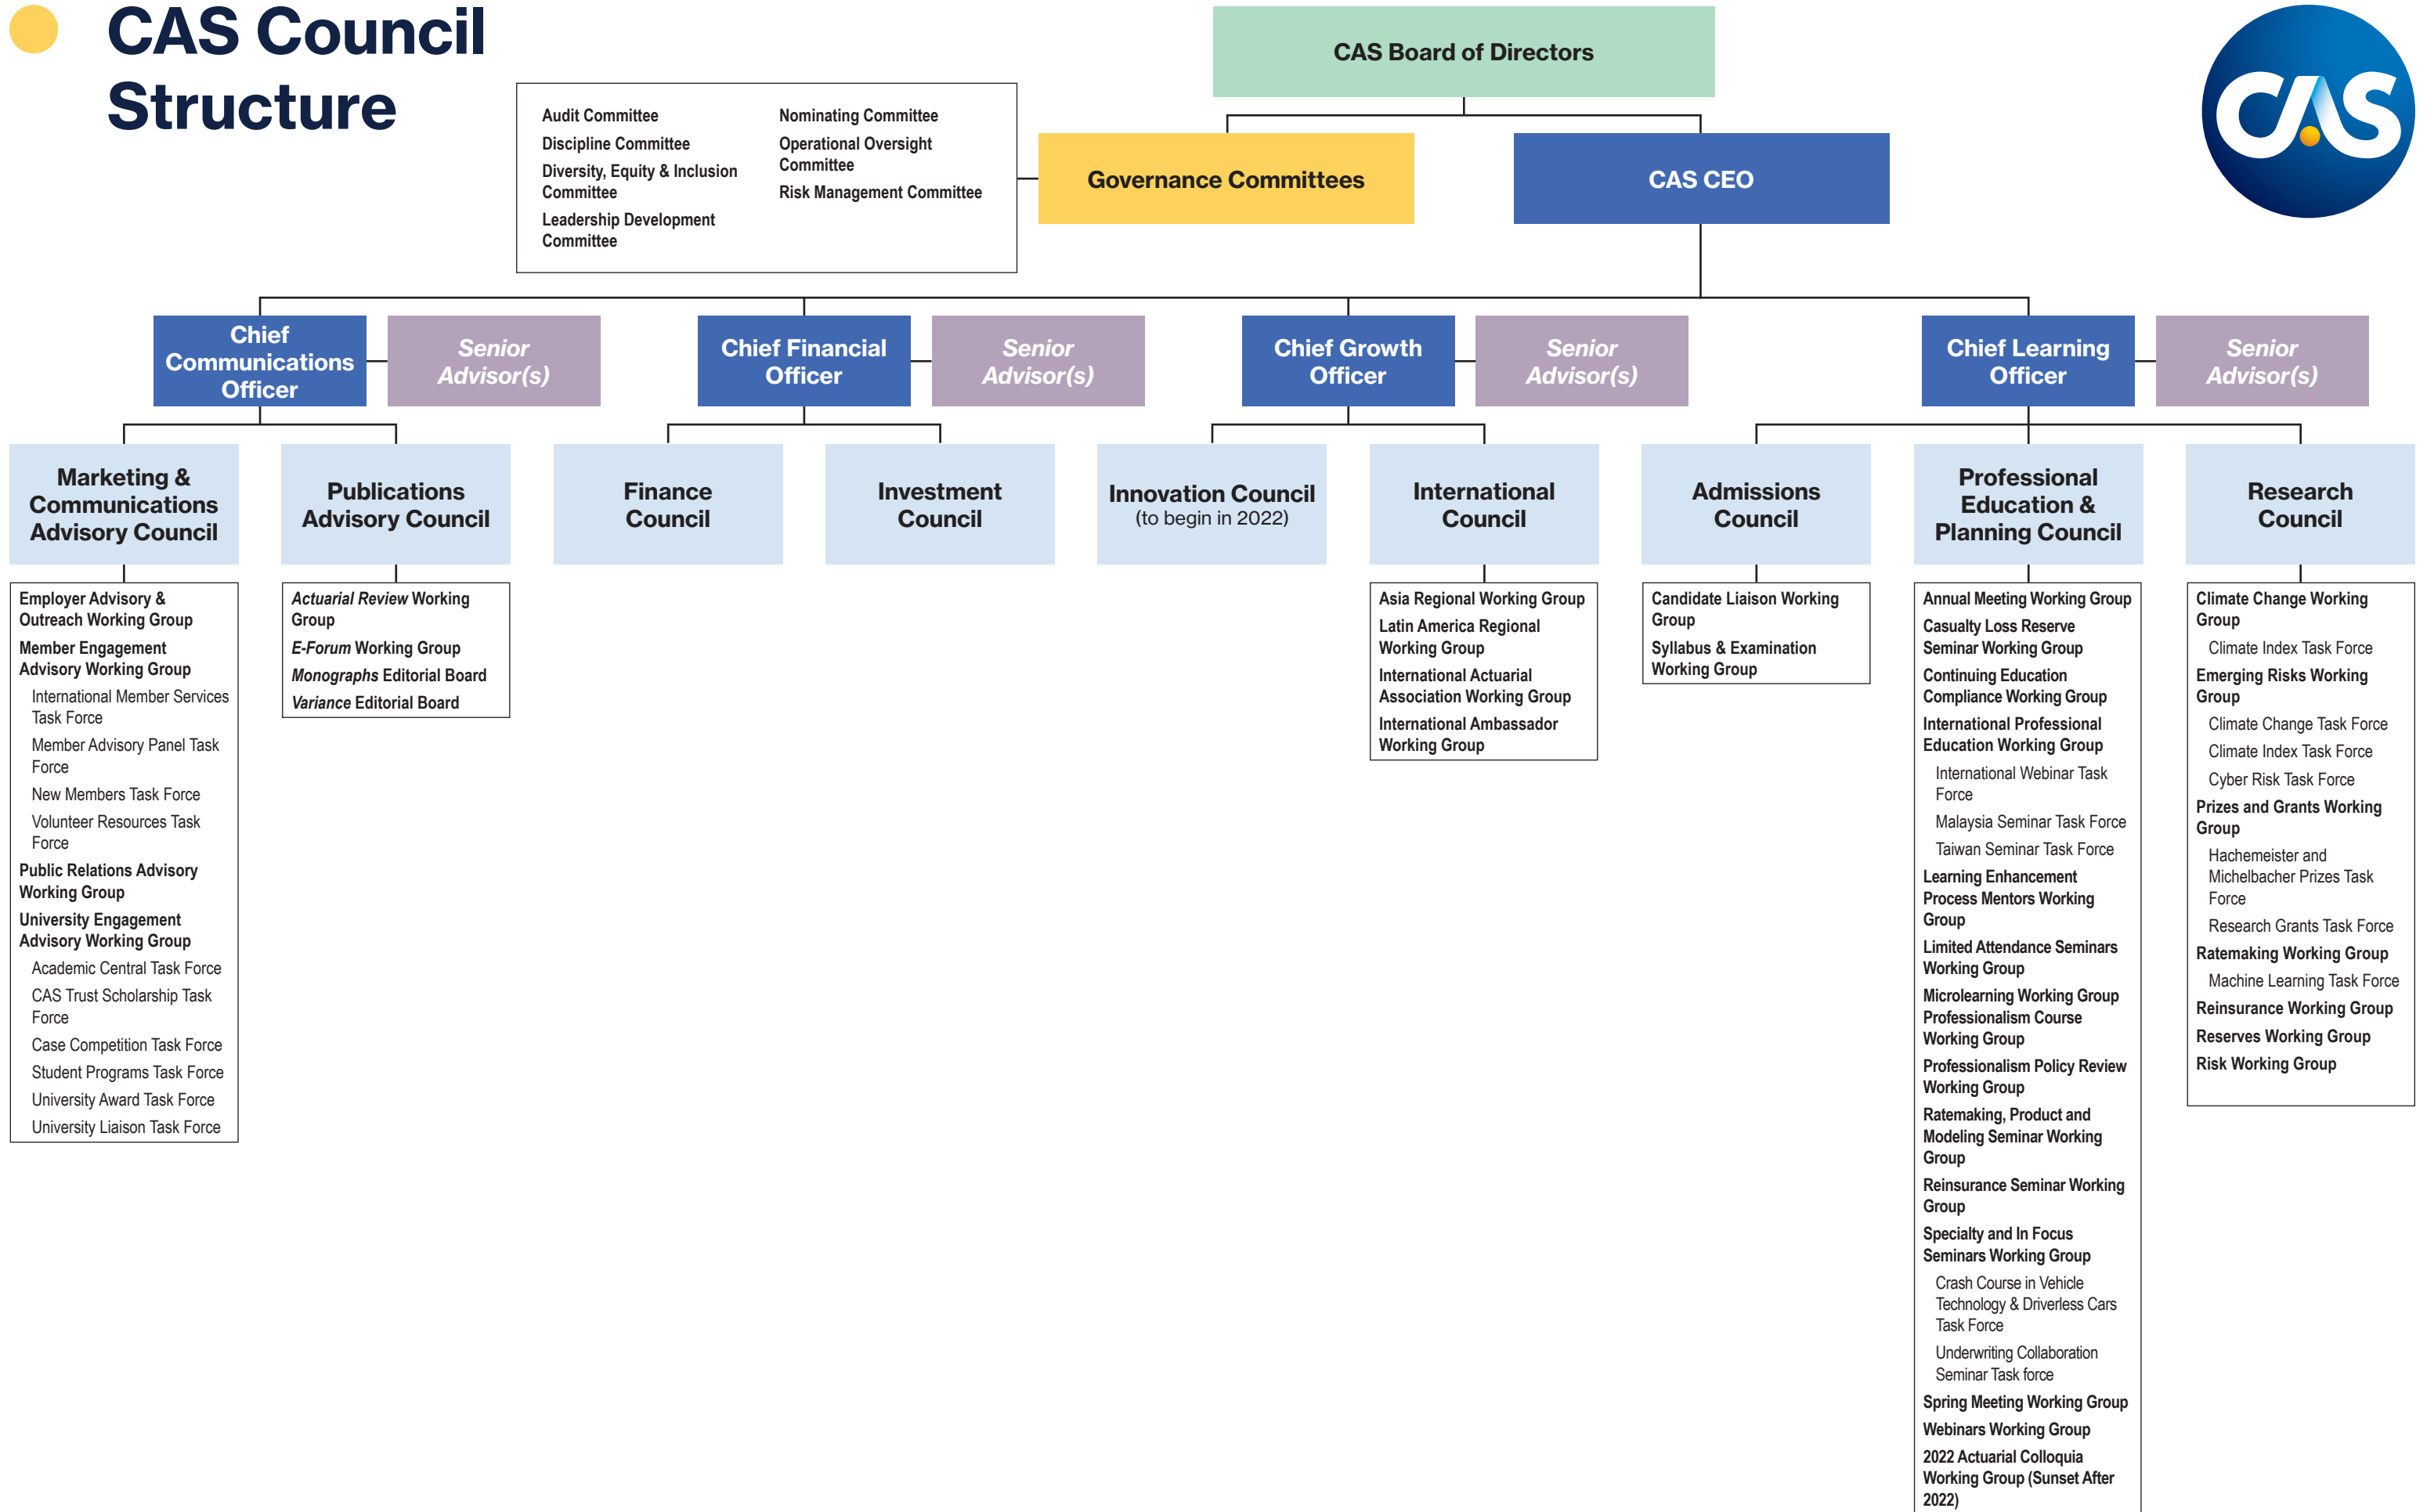 CAS Council
Structure
CAS Board of Directors
CAS
Audit Committee
Discipline Committee
Diversity, Equity & Inclusion
Committee
Leadership Development
Committee
Nominating Committee
Operational Oversight
Committee
Risk Management Committee
Governance Committees
CAS CEO
Chief
Communications
Officer
Senior
Advisor(s)
Chief Financial
Officer
Senior
Advisor(s)
Chief Growth
Officer
Senior
Advisor(s)
Chief Learning
Officer
Senior
Advisor(s)
Marketing &
Communications
Advisory Council
Publications
Advisory Council
Finance
Council
Investment
Council
Innovation Council
(to begin in 2022)
International
Council
Admissions
Council
Professional
Education &
Planning Council
Research
Council
Employer Advisory &
Outreach Working Group
Member Engagement
Advisory Working Group
International Member Services
Task Force
Member Advisory Panel Task
Force
New Members Task Force
Volunteer Resources Task
Force
Public Relations Advisory
Working Group
University Engagement
Advisory Working Group
Academic Central Task Force
CAS Trust Scholarship Task
Force
Case Competition Task Force
Student Programs Task Force
University Award Task Force
University Liaison Task Force
Actuarial Review Working
Group
E-Forum Working Group
Monographs Editorial Board
Variance Editorial Board
Asia Regional Working Group
Latin America Regional
Working Group
International Actuarial
Association Working Group
International Ambassador
Working Group
Candidate Liaison Working
Group
Syllabus & Examination
Working Group
Annual Meeting Working Group
Casualty Loss Reserve
Seminar Working Group
Continuing Education
Compliance Working Group
International Professional
Education Working Group
International Webinar Task
Force
Malaysia Seminar Task Force
Taiwan Seminar Task Force
Learning Enhancement
Process Mentors Working
Group
Limited Attendance Seminars
Working Group
Microlearning Working Group
Professionalism Course
Working Group
Professionalism Policy Review
Working Group
Ratemaking, Product and
Modeling Seminar Working
Group
Reinsurance Seminar Working
Group
Specialty and In Focus
Seminars Working Group
Crash Course in Vehicle
Technology & Driverless Cars
Task Force
Underwriting Collaboration
Seminar Task force
Spring Meeting Working Group
Webinars Working Group
2022 Actuarial Colloquia
Working Group (Sunset After
2022)
Climate Change Working
Group
Climate Index Task Force
Emerging Risks Working
Group
Climate Change Task Force
Climate Index Task Force
Cyber Risk Task Force
Prizes and Grants Working
Group
Hachemeister and
Michelbacher Prizes Task
Force
Research Grants Task Force
Ratemaking Working Group
Machine Learning Task Force
Reinsurance Working Group
Reserves Working Group
Risk Working Group